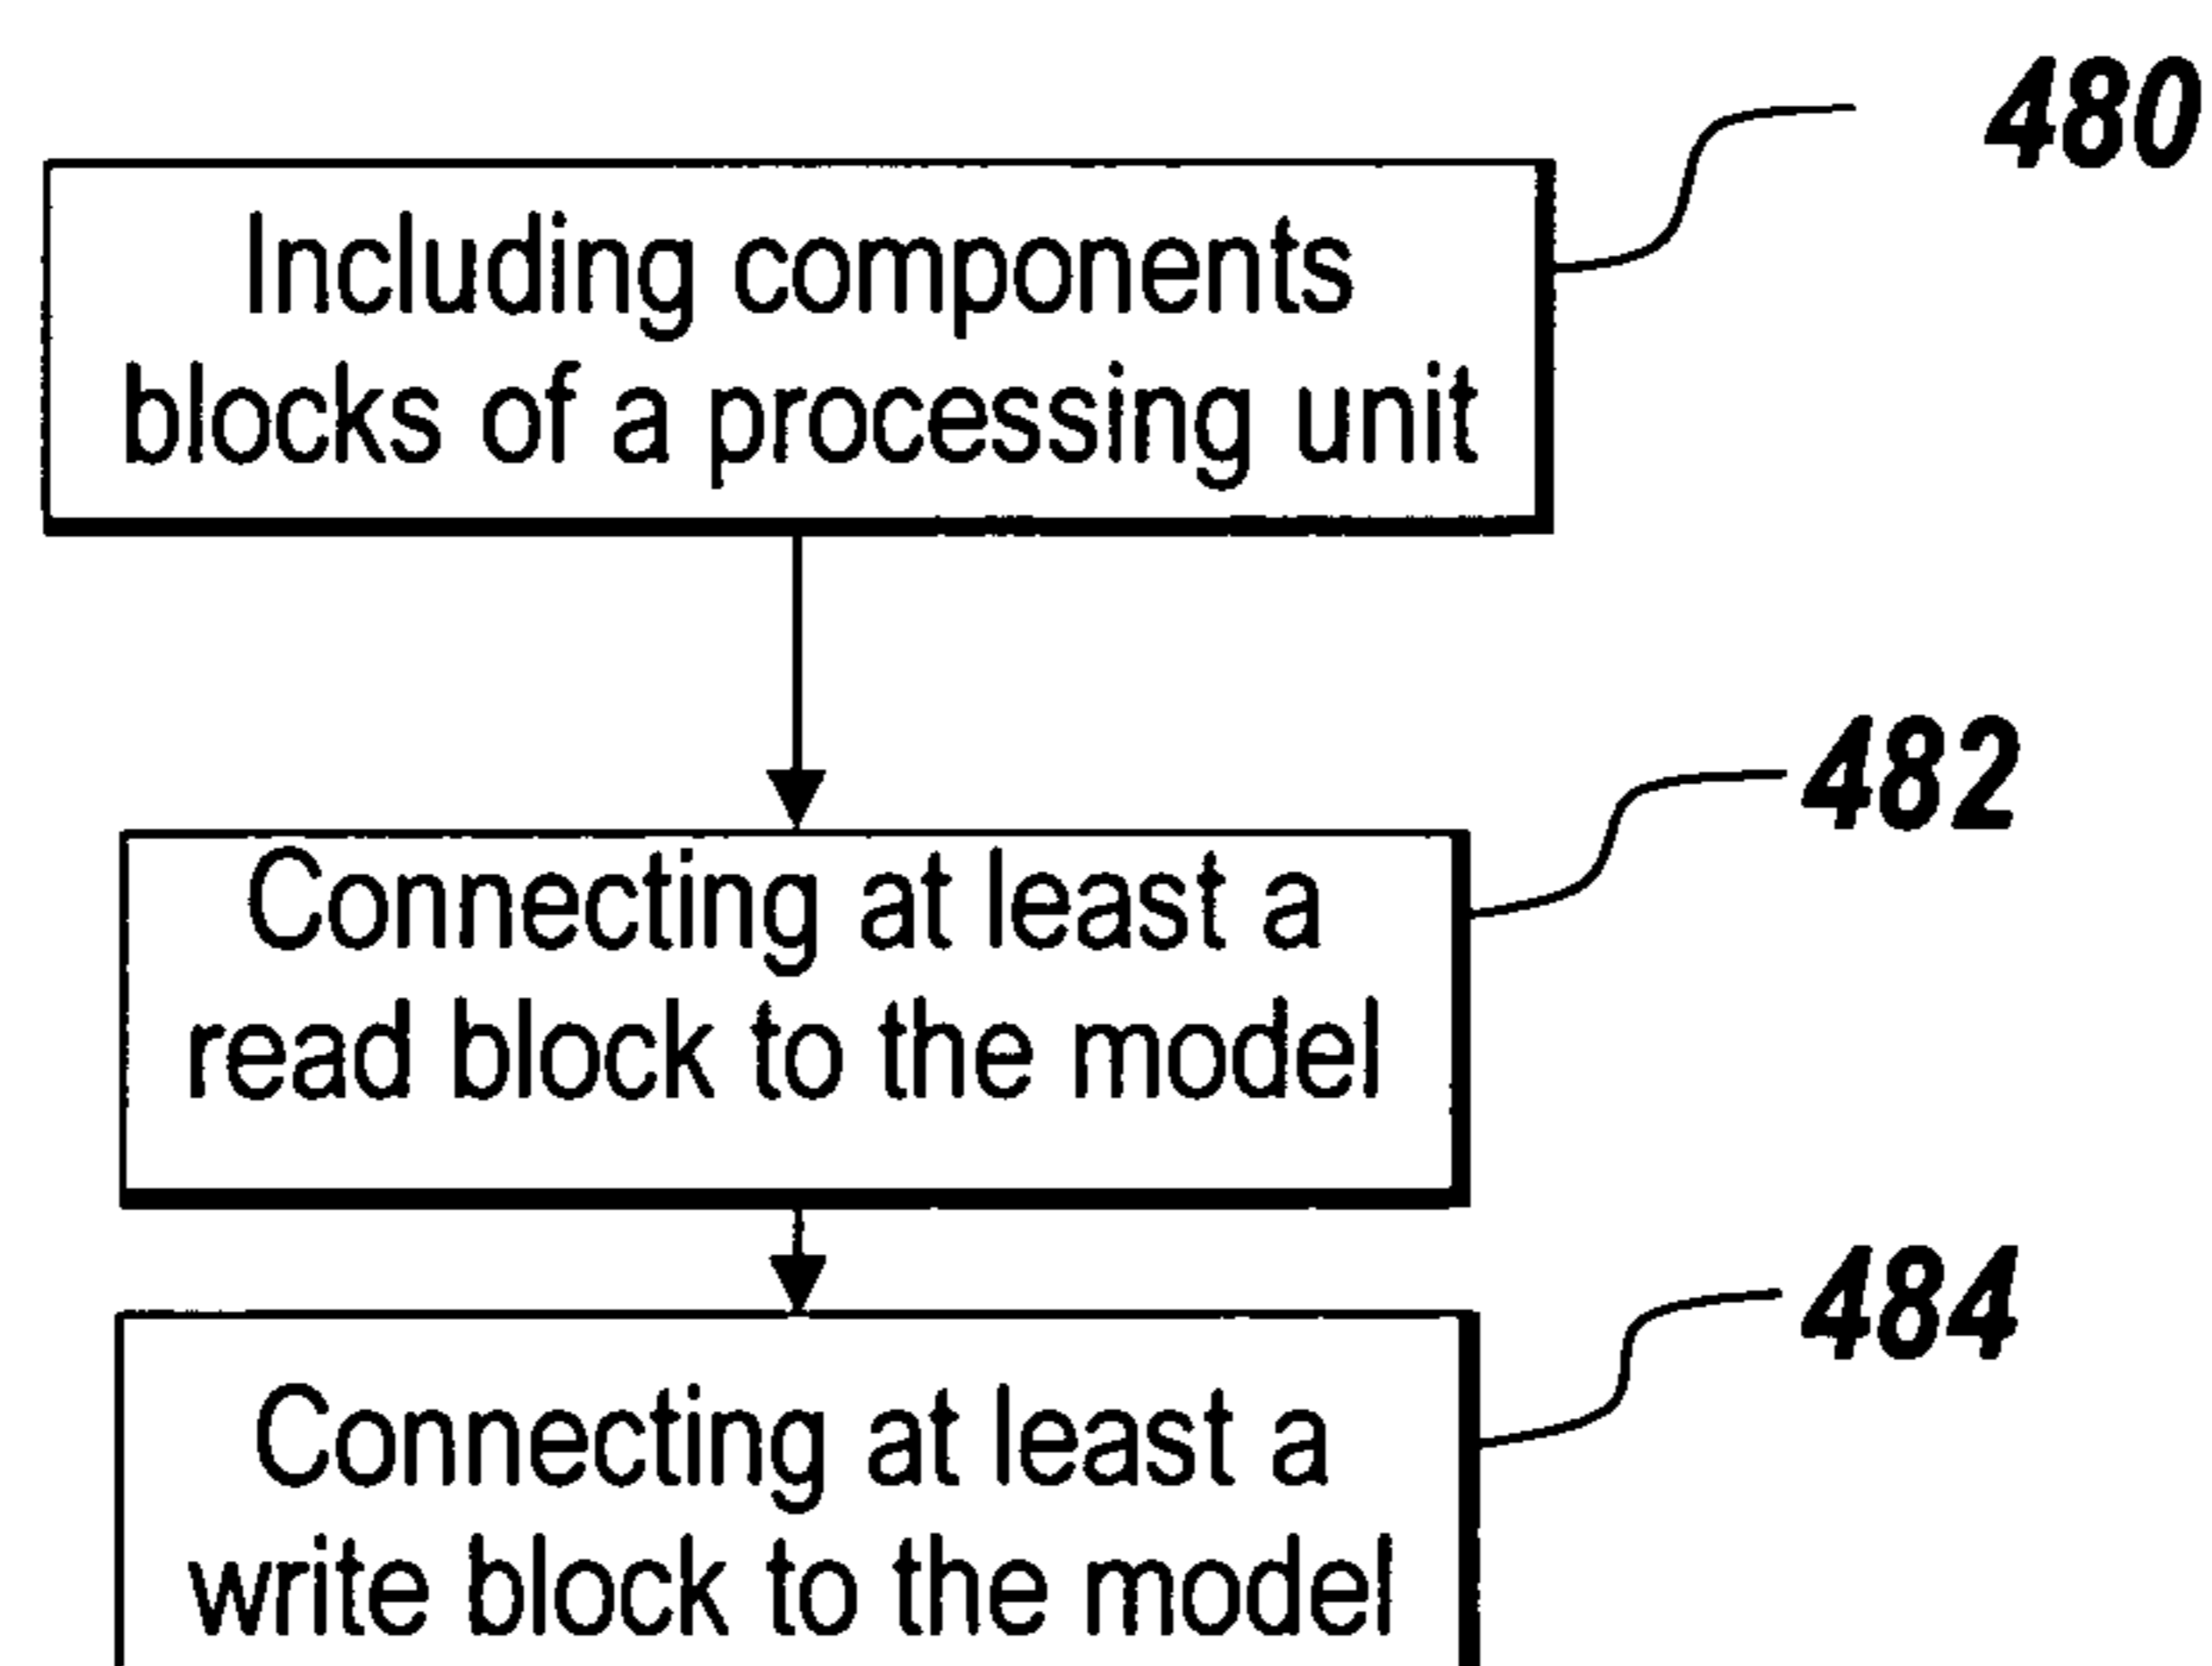 480
Including components
blocks of a processing unit
482
Connecting at least a
read block to the model
484
Connecting at least a
write block to the model